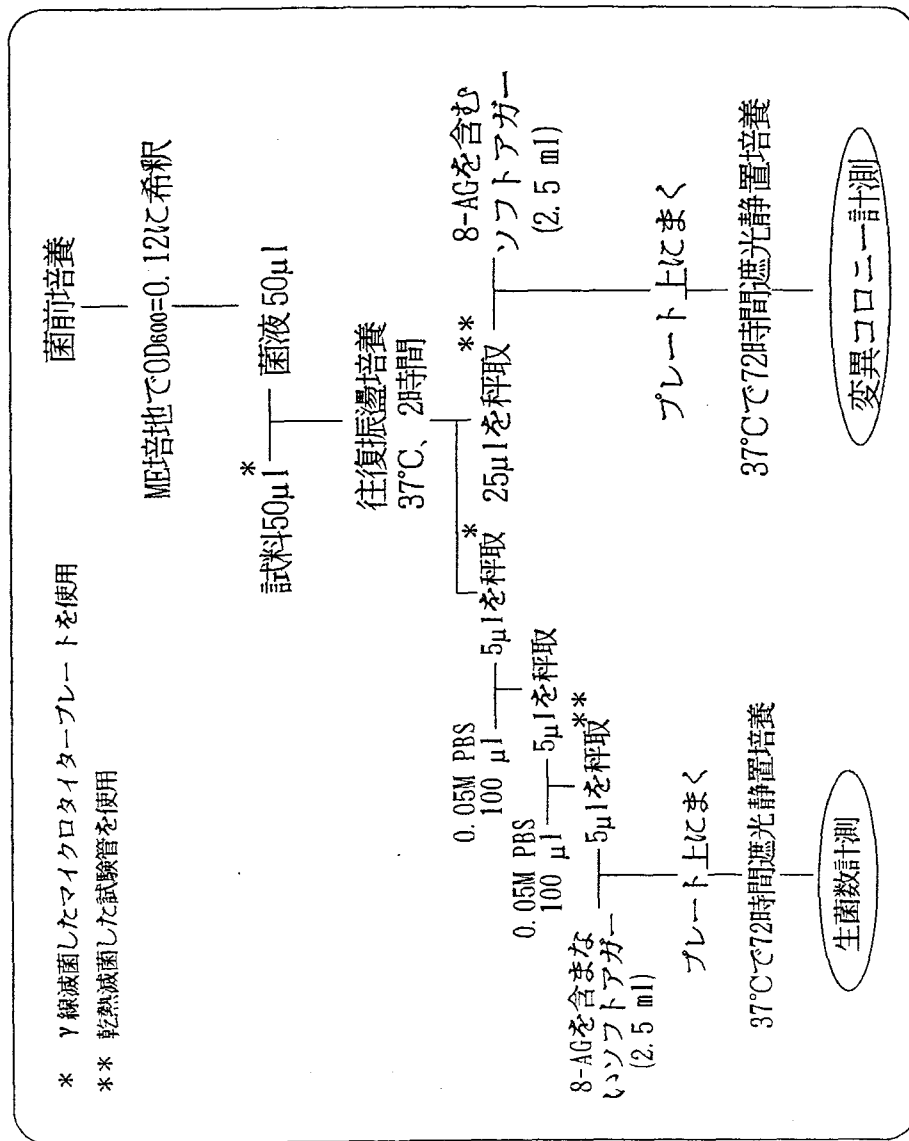 * γ線滅菌したマイクロタイタープレートを使用
** 乾熱滅菌した試験管を使用
菌前培養
ME培地でOD600=0.12に希釈
試料50μl
*
菌液50μl
往復振盪培養
37°C、2時間
0.05M PBS
100 μl
5μlを秤取
*
25μlを秤取
**
8-AGを含む
ソフトアガー
(2.5 ml)
0.05M PBS
100 μl
5μlを秤取
8-AGを含まな
いソフトアガー
(2.5 ml)
5μlを秤取
**
プレート上にまく
37°Cで72時間遮光静置培養
生菌数計測
プレート上にまく
37°Cで72時間遮光静置培養
変異コロニー計測